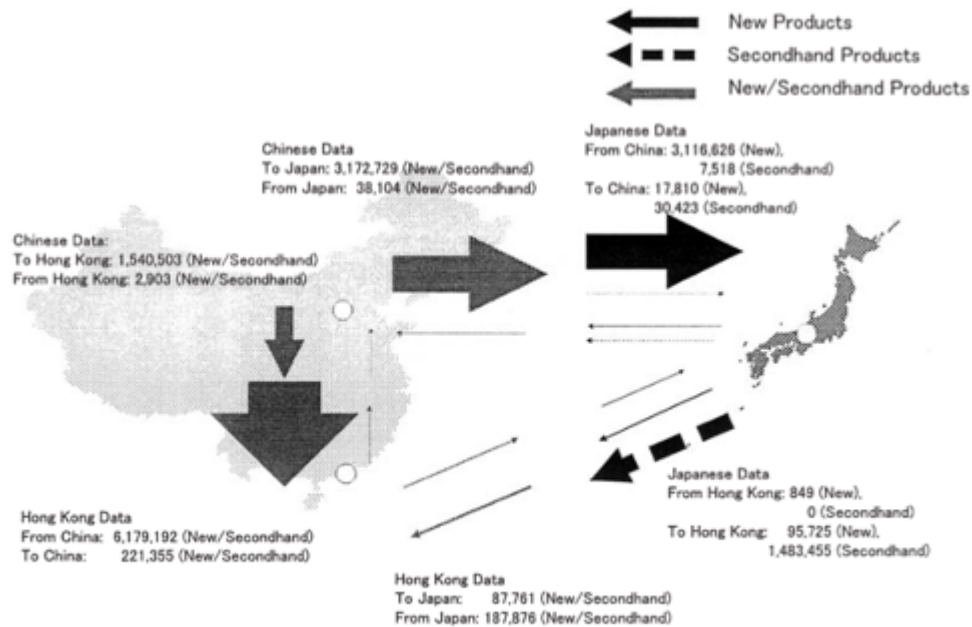 New Products
Secondhand Products
New/Secondhand Products
Chinese Data
To Japan: 3,172,729 (New/Secondhand)
From Japan: 38,104 (New/Secondhand)
Japanese Data
From China: 3,116,626 (New),
7,518 (Secondhand)
To China: 17,810 (New),
30,423 (Secondhand)
Chinese Data:
To Hong Kong: 1,540,503 (New/Secondhand)
From Hong Kong: 2,903 (New/Secondhand)
Japanese Data
From Hong Kong: 849 (New),
0 (Secondhand)
To Hong Kong: 95,725 (New),
1,483,455 (Secondhand)
Hong Kong Data
From China: 6,179,192 (New/Secondhand)
To China: 221,355 (New/Secondhand)
Hong Kong Data
To Japan: 87,761 (New/Secondhand)
From Japan: 187,876 (New/Secondhand)